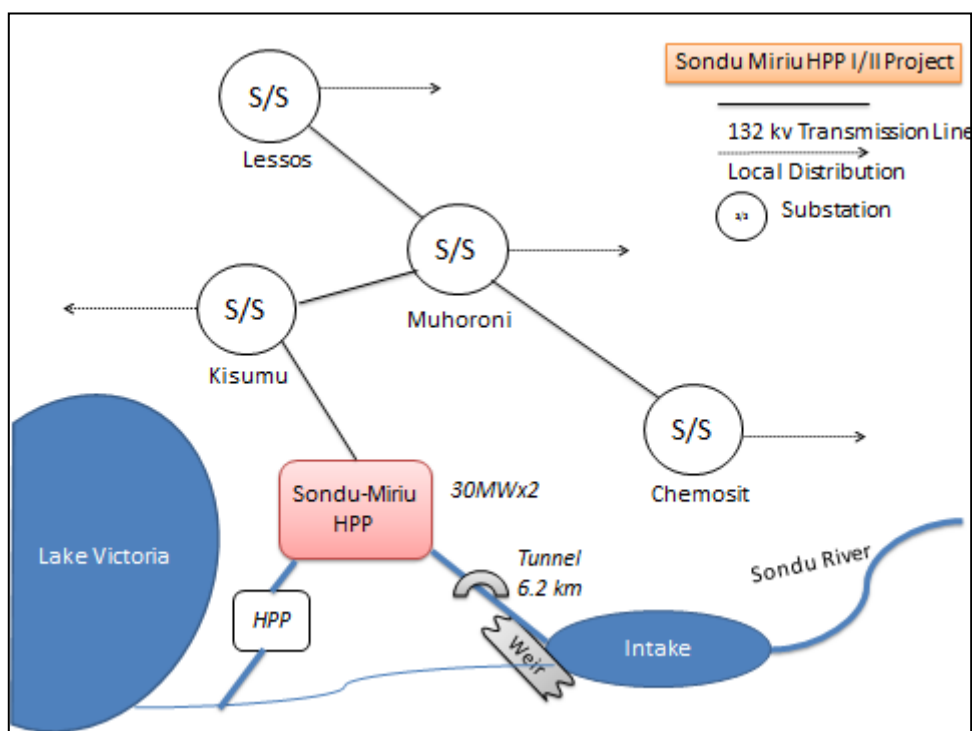 Sondu Miriu HPP I/II Project
132 kv Transmission Line
Local Distribution
Substation
S/S
Lessos
S/S
Muhoroni
S/S
Kisumu
S/S
Chemosit
Sondu-Miriu
HPP
30MWx2
Tunnel
6.2 km
Sondu River
Lake Victoria
HPP
Weir
Intake